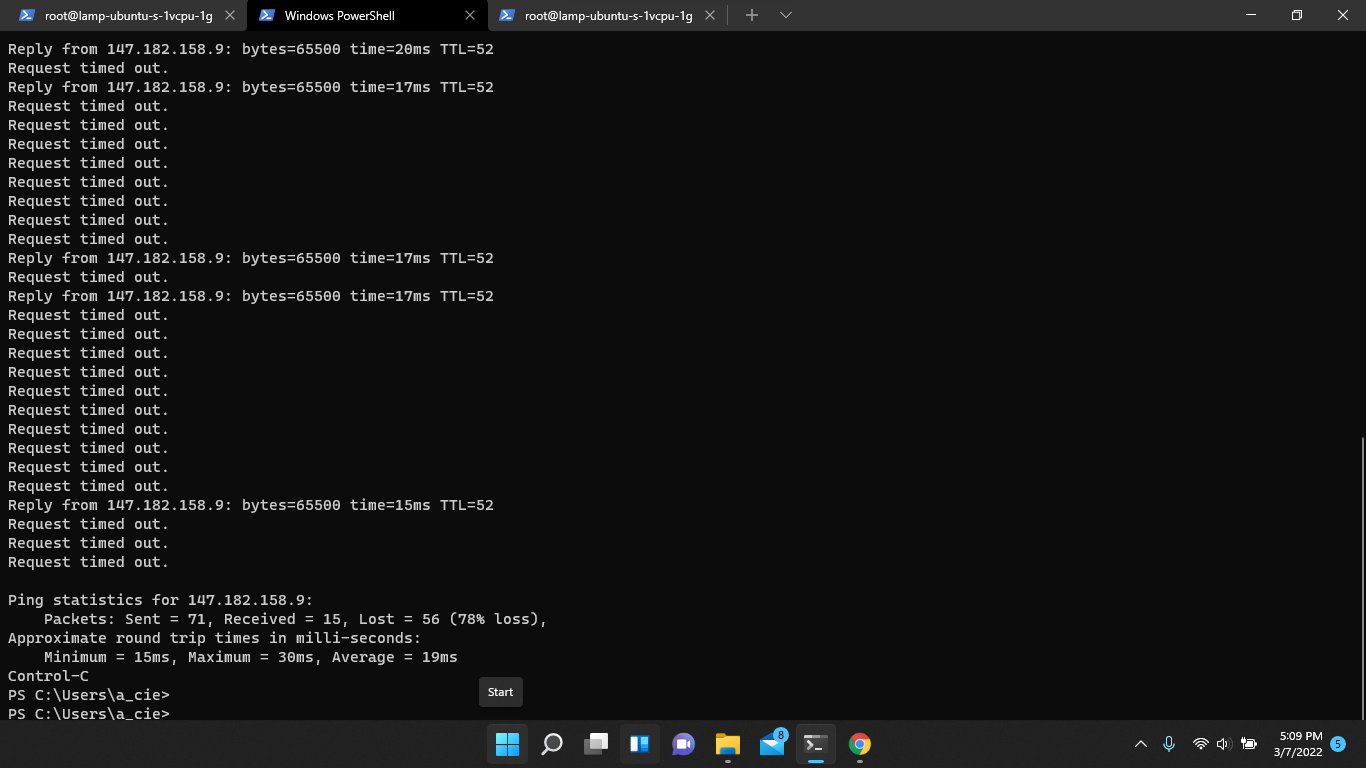 root@lamp-ubuntu-s-1vcpu-1g
Windows PowerShell
root@lamp-ubuntu-s-1vcpu-1g
Reply from 147.182.158.9: bytes=65500 time=20ms TTL=52
Request timed out.
Reply from 147.182.158.9: bytes=65500 time=17ms TTL=52
Request timed out.
Request timed out.
Request timed out.
Request timed out.
Request timed out.
Request timed out.
Request timed out.
Request timed out.
Reply from 147.182.158.9: bytes=65500 time=17ms TTL=52
Request timed out.
Reply from 147.182.158.9: bytes=65500 time=17ms TTL=52
Request timed out.
Request timed out.
Request timed out.
Request timed out.
Request timed out.
Request timed out.
Request timed out.
Request timed out.
Request timed out.
Request timed out.
Reply from 147.182.158.9: bytes=65500 time=15ms TTL=52
Request timed out.
Request timed out.
Request timed out.
Ping statistics for 147.182.158.9:
Packets: Sent = 71, Received = 15, Lost = 56 (78% loss),
Approximate round trip times in milli-seconds:
Minimum = 15ms, Maximum = 30ms, Average = 19ms
Control-C
PS C:\Users\a_cie>
PS C:\Users\a_cie>
Start
8
5:09 PM
3/7/2022
5